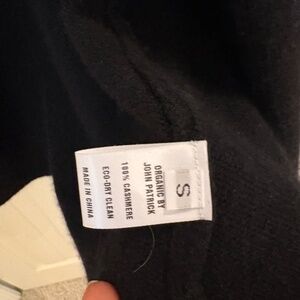 ORGANIC BY
JOHN PATRICK
S
100% CASHMERE
ECO-DRY CLEAN
MADE IN CHINA